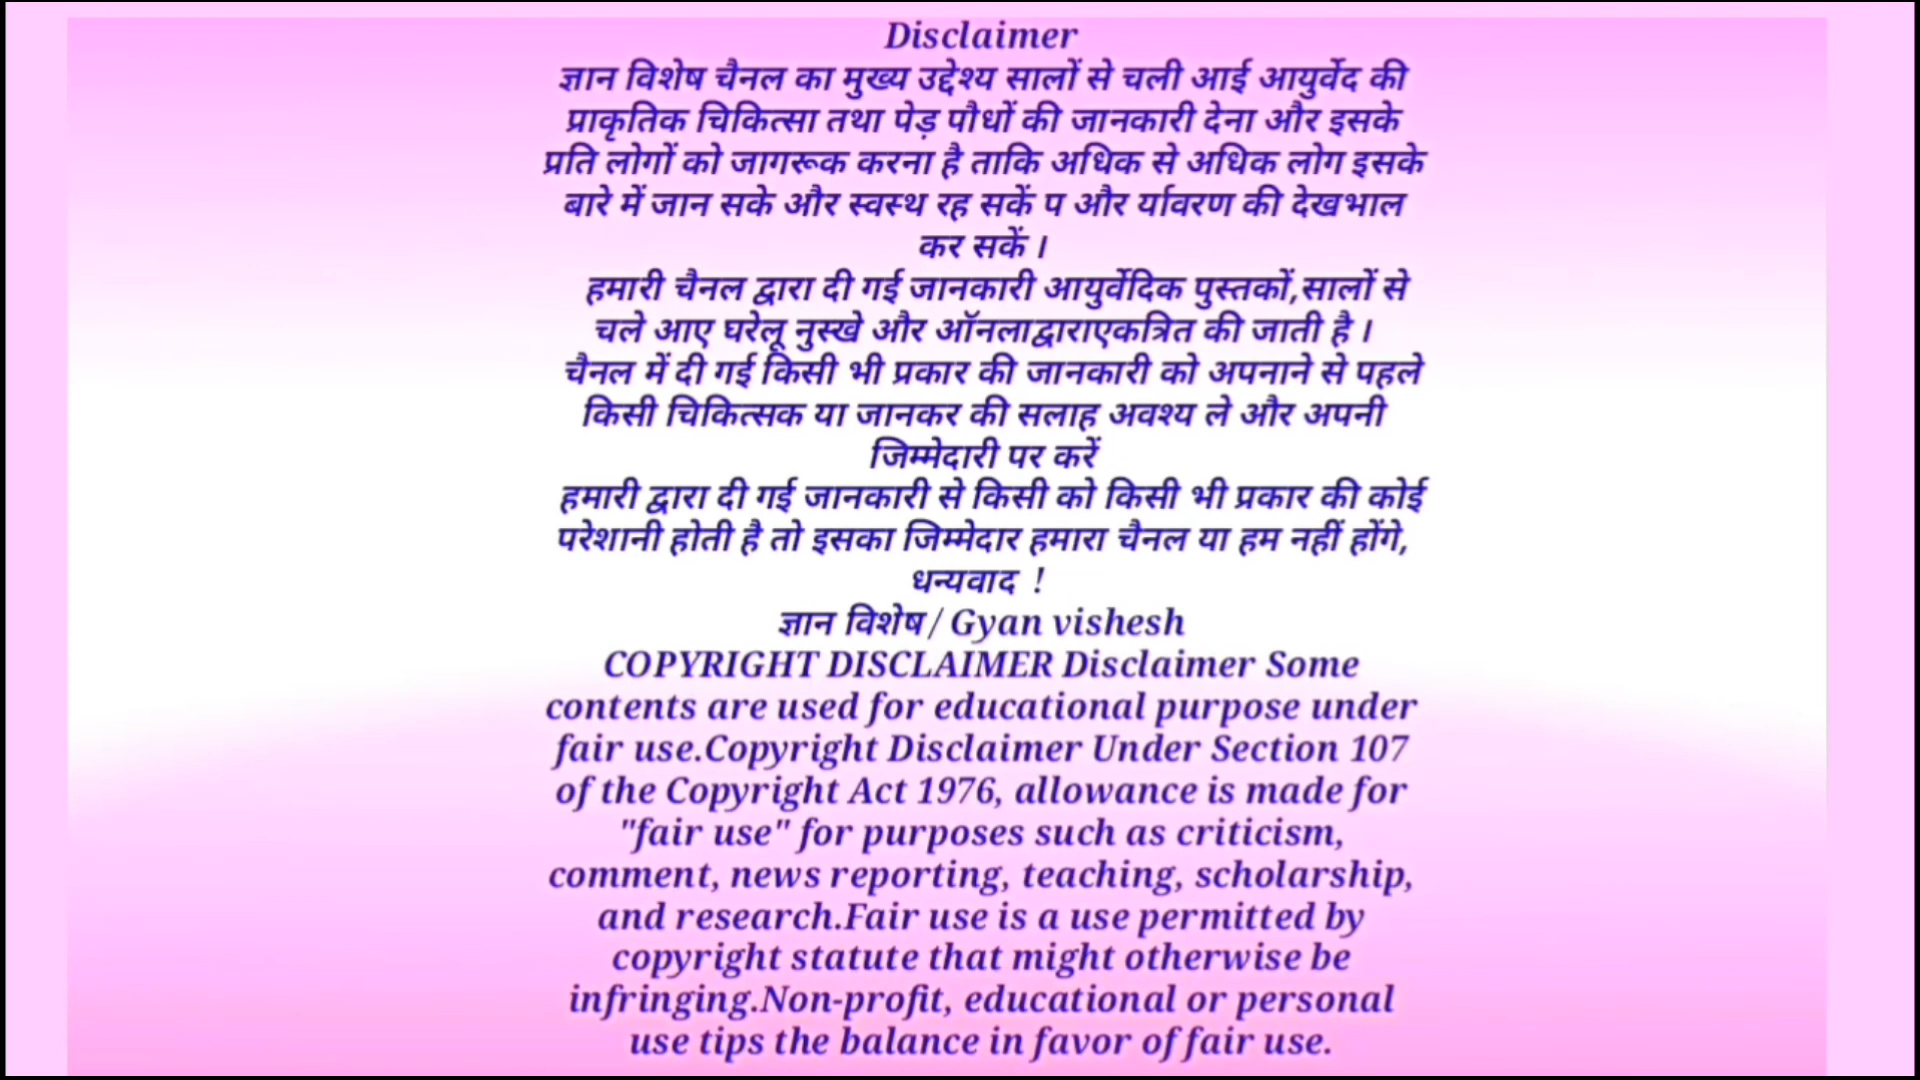 Disclaimer
ज्ञान विशेष चैनल का मुख्य उद्देश्य सालों से चली आई आयुर्वेद की
प्राकृतिक चिकित्सा तथा पेड़ पौधों की जानकारी देना और इसके
प्रति लोगों को जागरूक करना है ताकि अधिक से अधिक लोग इसके
बारे में जान सके और स्वस्थ रह सकें प और र्यावरण की देखभाल
कर सकें ।
हमारी चैनल द्वारा दी गई जानकारी आयुर्वेदिक पुस्तकों,सालों से
चले आए घरेलू नुस्खे और ऑनलाद्वाराएकत्रित की जाती है ।
चैनल में दी गई किसी भी प्रकार की जानकारी को अपनाने से पहले
किसी चिकित्सक या जानकर की सलाह अवश्य ले और अपनी
जिम्मेदारी पर करें
हमारी द्वारा दी गई जानकारी से किसी को किसी भी प्रकार की कोई
परेशानी होती है तो इसका जिम्मेदार हमारा चैनल या हम नहीं होंगे,
धन्यवाद !
ज्ञान विशेष/ Gyan vishesh
COPYRIGHT DISCLAIMER Disclaimer Some
contents are used for educational purpose under
fair use.Copyright Disclaimer Under Section 107
of the Copyright Act 1976, allowance is made for
"fair use" for purposes such as criticism,
comment, news reporting, teaching, scholarship,
and research.Fair use is a use permitted by
copyright statute that might otherwise be
infringing.Non-profit, educational or personal
use tips the balance in favor of fair use.